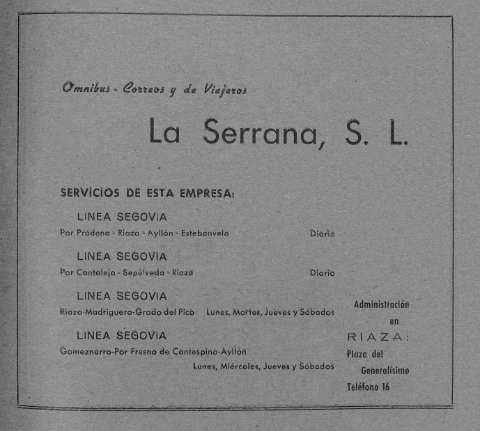 Omnibus - Correos y de Viajeros
La Serrana, S. L.
SERVICIOS DE ESTA EMPRESA:
LINEA SEGOVIA
Por Prádena - Riaza - Ayllón - Estebanvela Diario
LINEA SEGOVIA
Por Cantalejo - Sepúlveda - Riaza Diario
LINEA SEGOVIA
Riaza-Madriguera-Grado del Pico Lunes, Martes, Jueves y Sábados
LINEA SEGOVIA
Gomeznarro-Por Fresno de Cantespino-Ayllón
Lunes, Miércoles, Jueves y Sábados
Administración
en
RIAZA:
Plaza del
Generalísimo
Teléfono 16